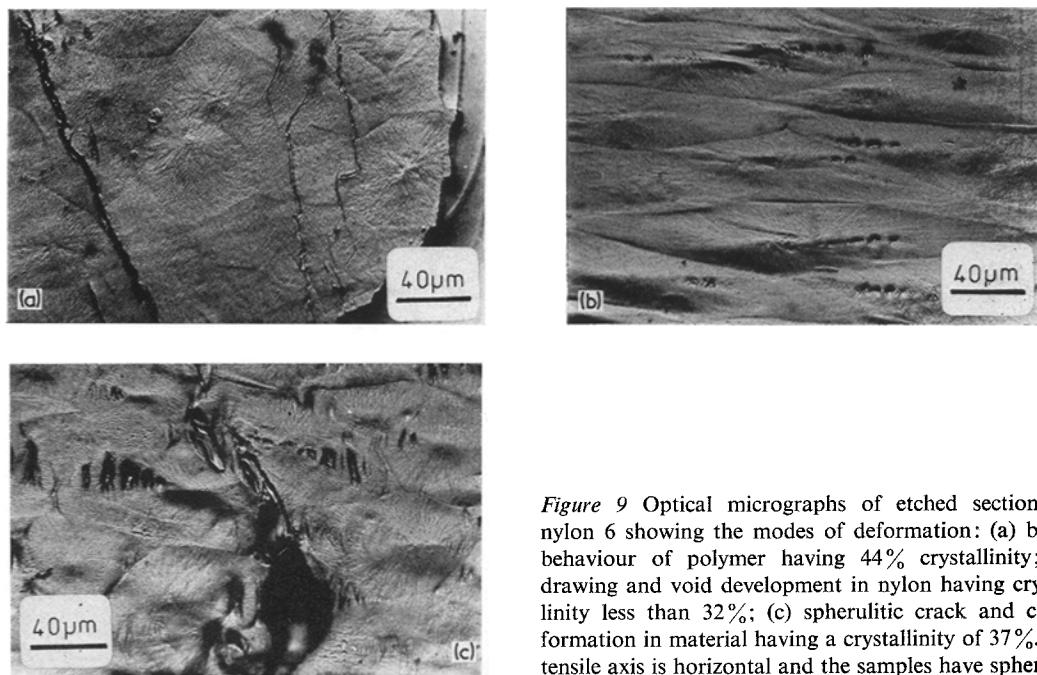 40μm
(a)
40μm
(b)
40μm
(c)
Figure 9 Optical micrographs of etched section
nylon 6 showing the modes of deformation: (a) b
behaviour of polymer having 44% crystallinity;
drawing and void development in nylon having cry
linity less than 32%; (c) spherulitic crack and c
formation in material having a crystallinity of 37%.
tensile axis is horizontal and the samples have spher